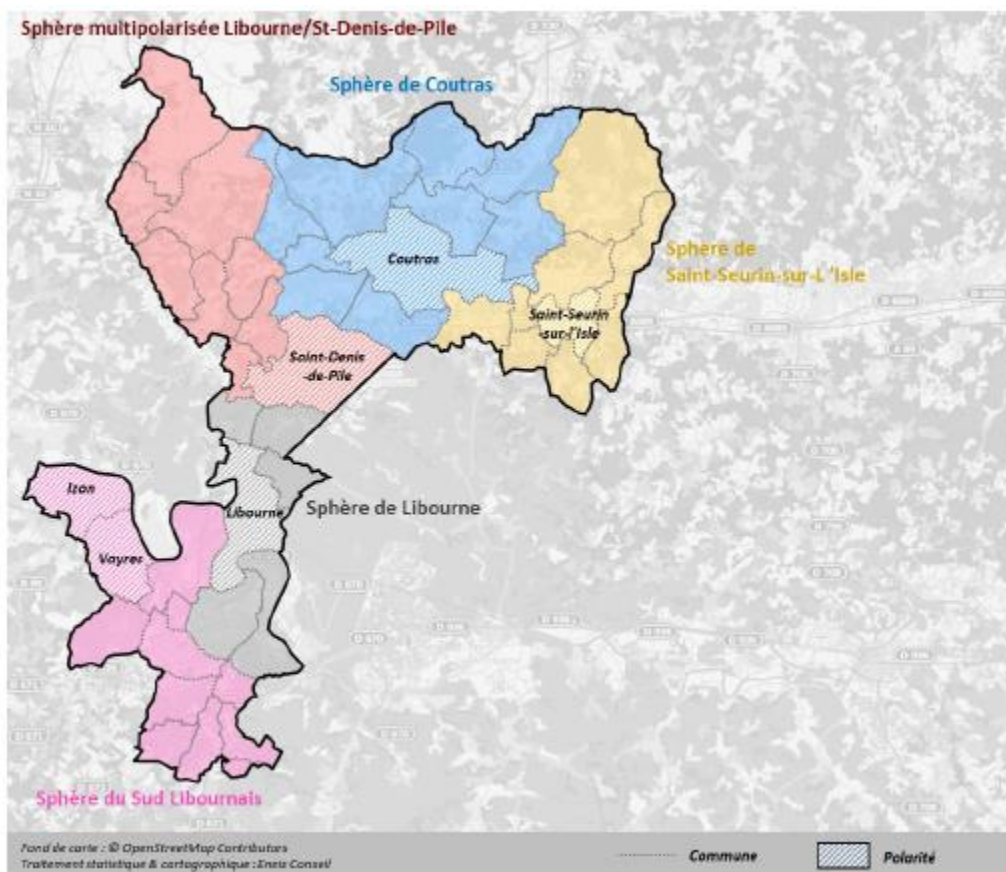 Sphère multipolarisée Libourne/St-Denis-de-Pile
Sphère de Coutras
Sphère de
Saint-Seurin-sur-L'Isle
Coutras
Saint-Seurin
-sur-l'Isle
Saint-Denis
-de-Pile
Izon
Vayres
Libourne
Sphère de Libourne
Sphère du Sud Libournais
Fond de carte : © OpenStreetMap Contributors
Traitement statistique & cartographique : Eneis Conseil
Commune
Polarité